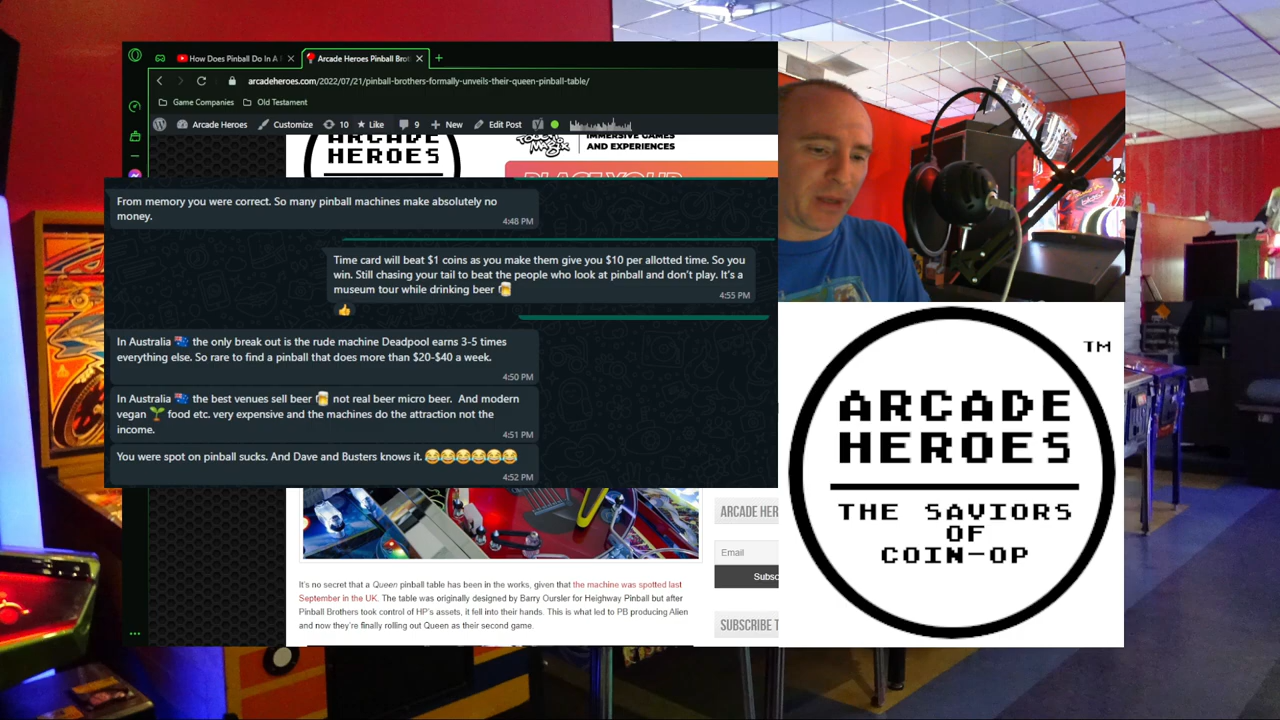 How Does Pinball Do In A
Arcade Heroes Pinball Bro
arcadeheroes.com/2022/07/21/pinball-brothers-formally-unveils-their-queen-pinball-table/
Game Companies
Old Testament
Arcade Heroes
Customize
10
Like
9
New
Edit Post
ARCADE
HEROES
IMMERSIVE GAMES
AND EXPERIENCES
PLACE YOUR
From memory you were correct. So many pinball machines make absolutely no
money.
4:48 PM
Time card will beat $1 coins as you make them give you $10 per allotted time. So you
win. Still chasing your tail to beat the people who look at pinball and don't play. It's a
museum tour while drinking beer 🍺
4:55 PM
👍
In Australia 🇦🇺 the only break out is the rude machine Deadpool earns 3-5 times
everything else. So rare to find a pinball that does more than $20-$40 a week.
4:50 PM
In Australia 🇦🇺 the best venues sell beer 🍺 not real beer micro beer.  And modern
vegan 🌱 food etc. very expensive and the machines do the attraction not the
income.
4:51 PM
You were spot on pinball sucks. And Dave and Busters knows it. 😂😂😂😂😂😂
4:52 PM
ARCADE HER
Email
Subsc
SUBSCRIBE T
It's no secret that a Queen pinball table has been in the works, given that the machine was spotted last
September in the UK. The table was originally designed by Barry Oursler for Heighway Pinball but after
Pinball Brothers took control of HP's assets, it fell into their hands. This is what led to PB producing Alien
and now they're finally rolling out Queen as their second game.
TM
ARCADE
HEROES
THE SAVIORS
OF
COIN-OP